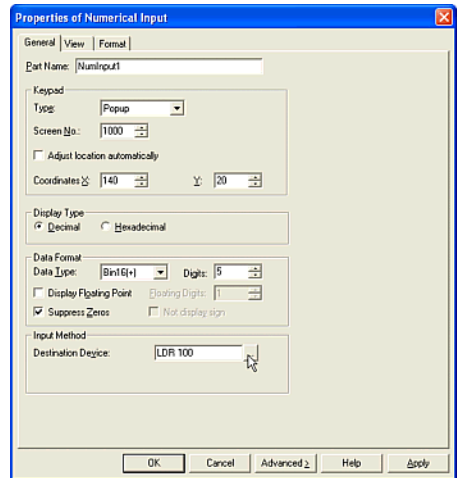 Properties of Numerical Input
General View Format
Part Name: NumInput1
Keypad
Type: Popup
Screen No.: 1000
Adjust location automatically
Coordinates X: 140 Y: 20
Display Type
Decimal Hexadecimal
Data Format
Data Type: Bin16(+) Digits: 5
Display Floating Point Floating Digits: 1
Suppress Zeros Not display sign
Input Method
Destination Device: LDR 100 ...
OK Cancel Advanced > Help Apply